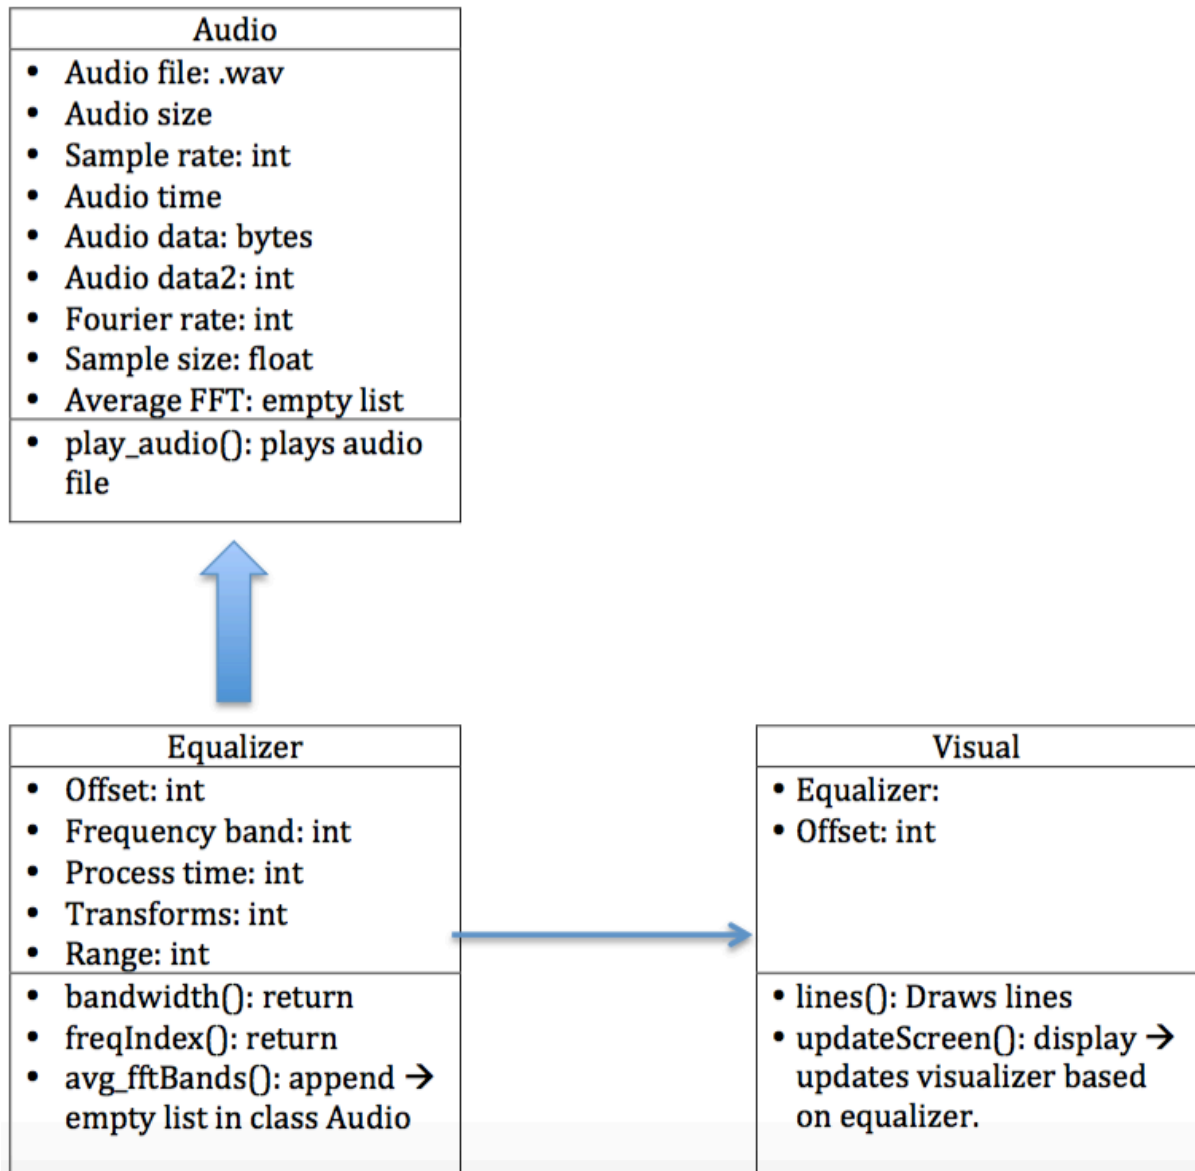 Audio
• Audio file: .wav
• Audio size
• Sample rate: int
• Audio time
• Audio data: bytes
• Audio data2: int
• Fourier rate: int
• Sample size: float
• Average FFT: empty list
• play_audio(): plays audio
file
Equalizer
• Offset: int
• Frequency band: int
• Process time: int
• Transforms: int
• Range: int
• bandwidth(): return
• freqIndex(): return
• avg_fftBands(): append →
empty list in class Audio
Visual
• Equalizer:
• Offset: int
• lines(): Draws lines
• updateScreen(): display →
updates visualizer based
on equalizer.